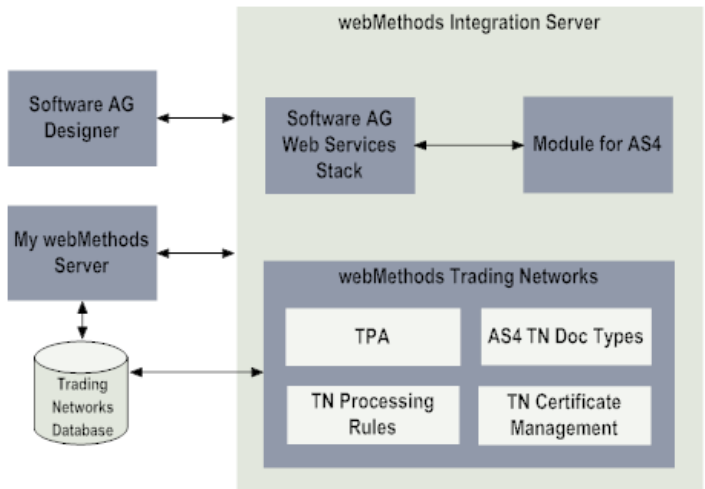 webMethods Integration Server
Software AG
Designer
Software AG
Web Services
Stack
Module for AS4
My webMethods
Server
webMethods Trading Networks
TPA
AS4 TN Doc Types
TN Processing
Rules
TN Certificate
Management
Trading
Networks
Database